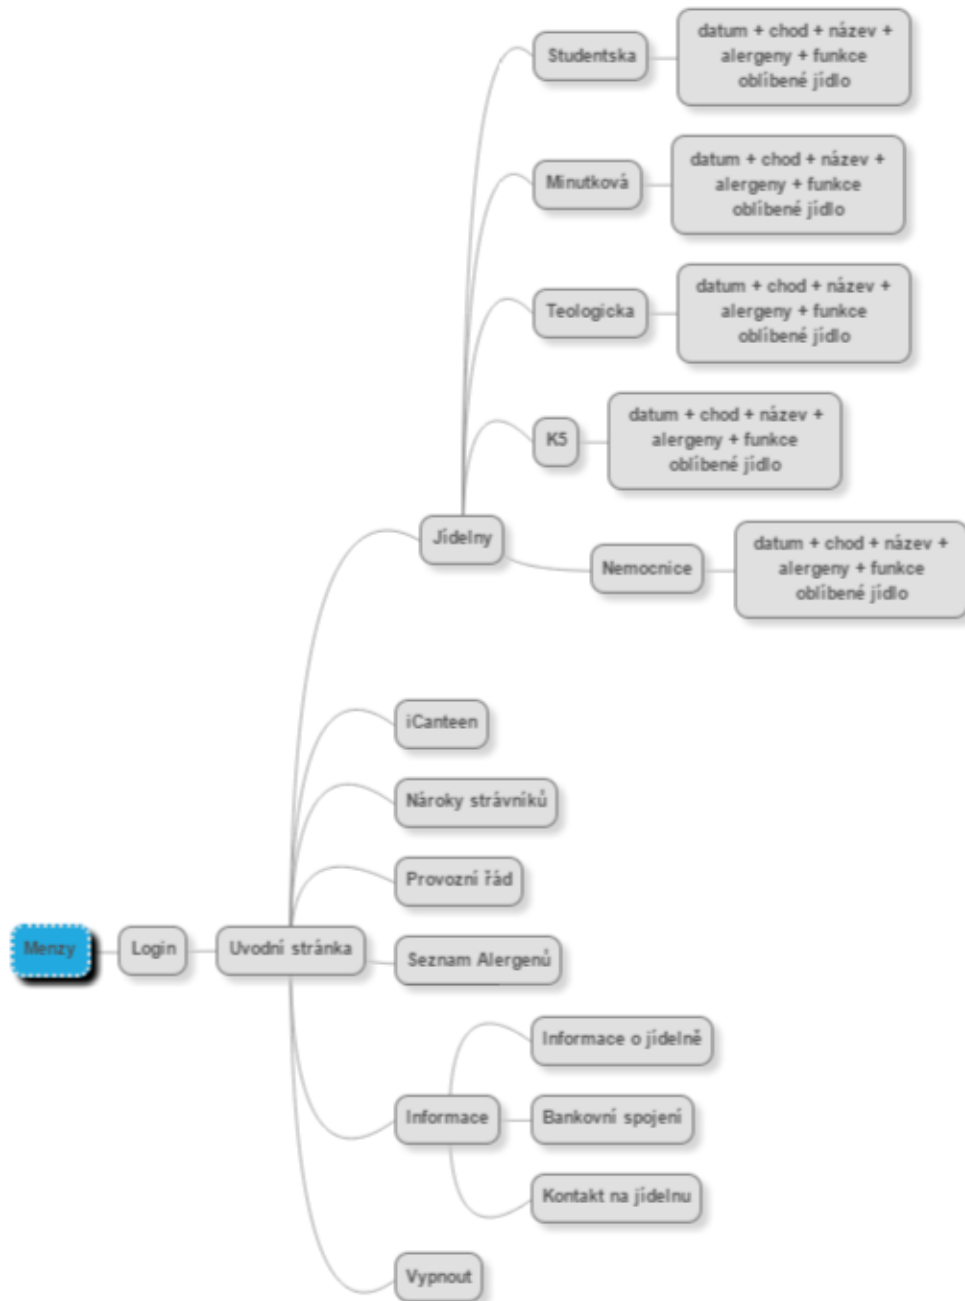 Studentska
datum + chod + název +
alergeny + funkce
oblíbené jídlo
Minutková
datum + chod + název +
alergeny + funkce
oblíbené jídlo
Teologicka
datum + chod + název +
alergeny + funkce
oblíbené jídlo
K5
datum + chod + název +
alergeny + funkce
oblíbené jídlo
Jídelny
Nemocnice
datum + chod + název +
alergeny + funkce
oblíbené jídlo
iCanteen
Nároky strávníků
Provozní řád
Menzy
Login
Uvodní stránka
Seznam Alergenů
Informace o jídelně
Informace
Bankovní spojení
Kontakt na jídelnu
Vypnout